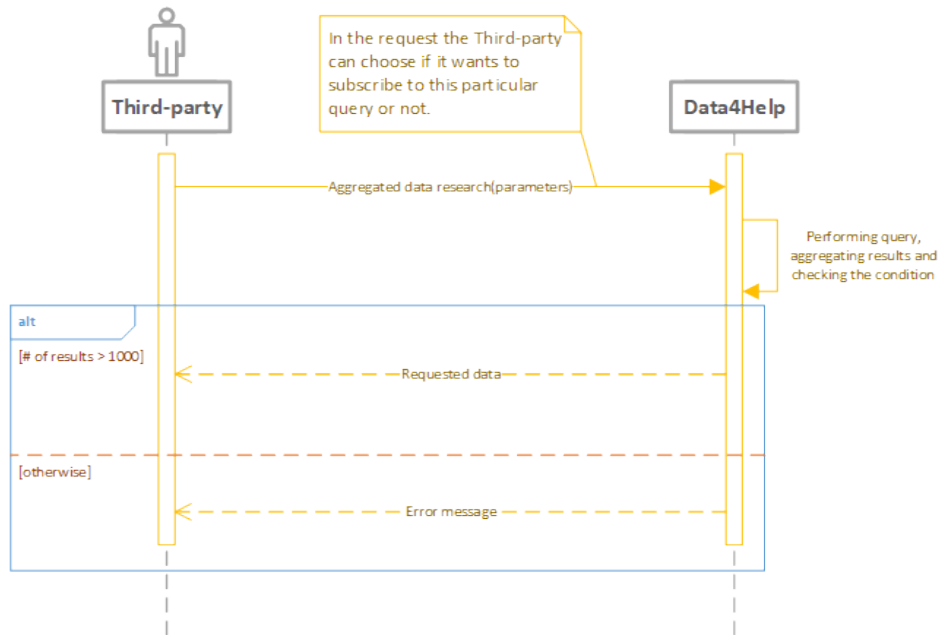 In the request the Third-party
can choose if it wants to
subscribe to this particular
query or not.
Third-party
Data4Help
Aggregated data research(parameters)
Performing query,
aggregating results and
checking the condition
alt
[# of results > 1000]
Requested data
[otherwise]
Error message